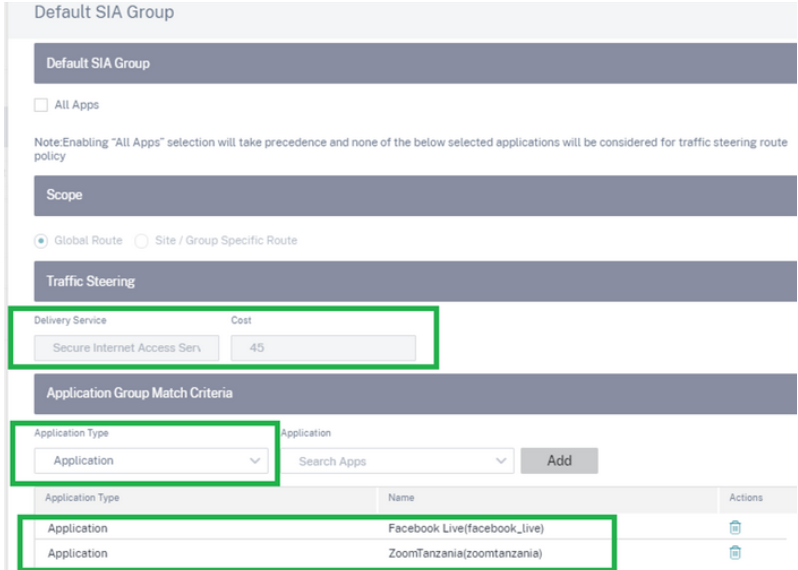 Default SIA Group
Default SIA Group
All Apps
Note:Enabling "All Apps" selection will take precedence and none of the below selected applications will be considered for traffic steering route
policy
Scope
Global Route Site / Group Specific Route
Traffic Steering
Delivery Service Cost
Secure Internet Access Serv 45
Application Group Match Criteria
Application Type Application
Application Search Apps Add
Application Type Name Actions
Application Facebook Live(facebook_live)
Application ZoomTanzania(zoomtanzania)